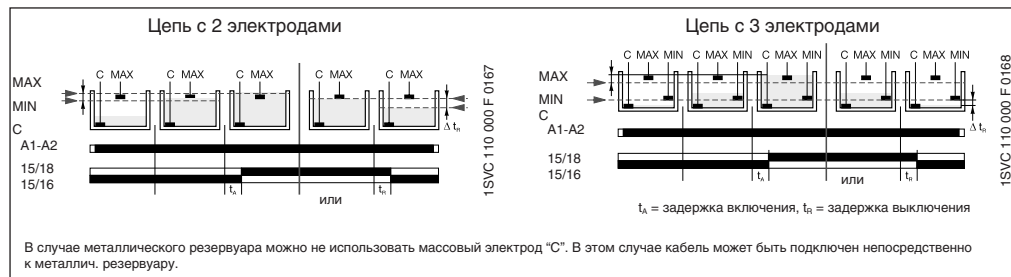 Цепь с 2 электродами
C MAX C MAX C MAX C MAX C MAX
MAX
MIN
C
Δ tR
A1-A2
15/18
15/16
tA
tR
или
1SVC 110 000 F 0167
Цепь с 3 электродами
C MAX MIN C MAX MIN C MAX MIN C MAX MIN C MAX MIN
MAX
MIN
C
Δ tR
A1-A2
15/18
15/16
tA
tR
или
1SVC 110 000 F 0168
tA = задержка включения, tR = задержка выключения
В случае металлического резервуара можно не использовать массовый электрод “С”. В этом случае кабель может быть подключен непосредственно
к металлич. резервуару.